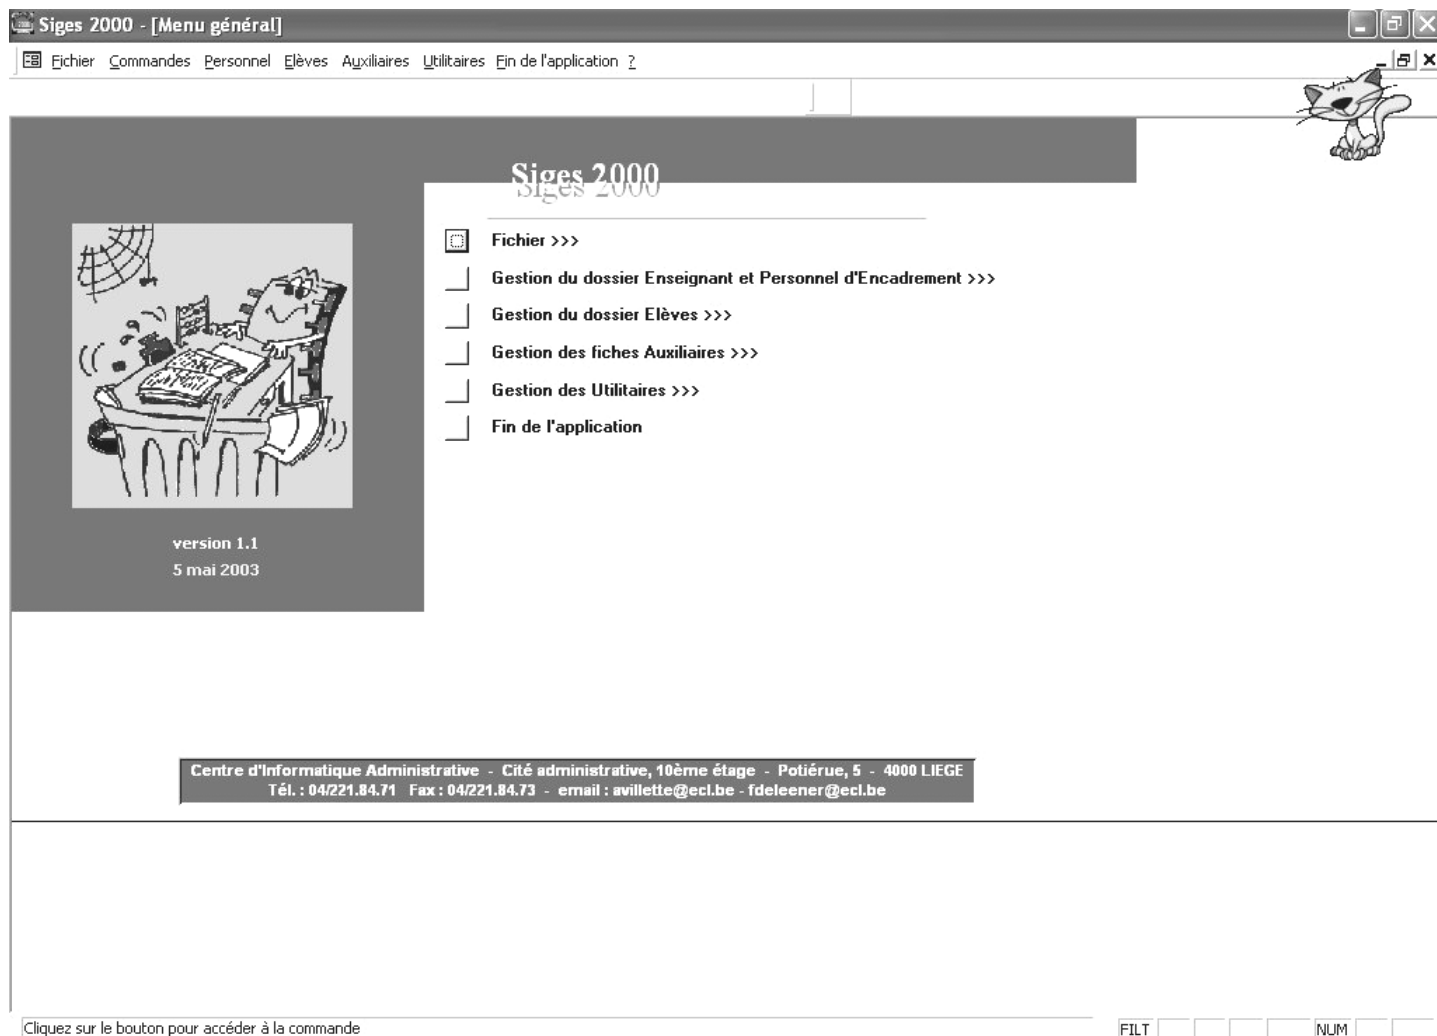 Siges 2000 - [Menu général]
Fichier Commandes Personnel Elèves Auxiliaires Utilitaires Fin de l'application ?
Siges 2000
Fichier >>>
Gestion du dossier Enseignant et Personnel d'Encadrement >>>
Gestion du dossier Elèves >>>
Gestion des fiches Auxiliaires >>>
Gestion des Utilitaires >>>
Fin de l'application
version 1.1
5 mai 2003
Centre d'Informatique Administrative - Cité administrative, 10ème étage - Potiérue, 5 - 4000 LIEGE
Tél. : 04/221.84.71 Fax : 04/221.84.73 - email : avillette@ecl.be - fdeleener@ecl.be
Cliquez sur le bouton pour accéder à la commande
FILT
NUM